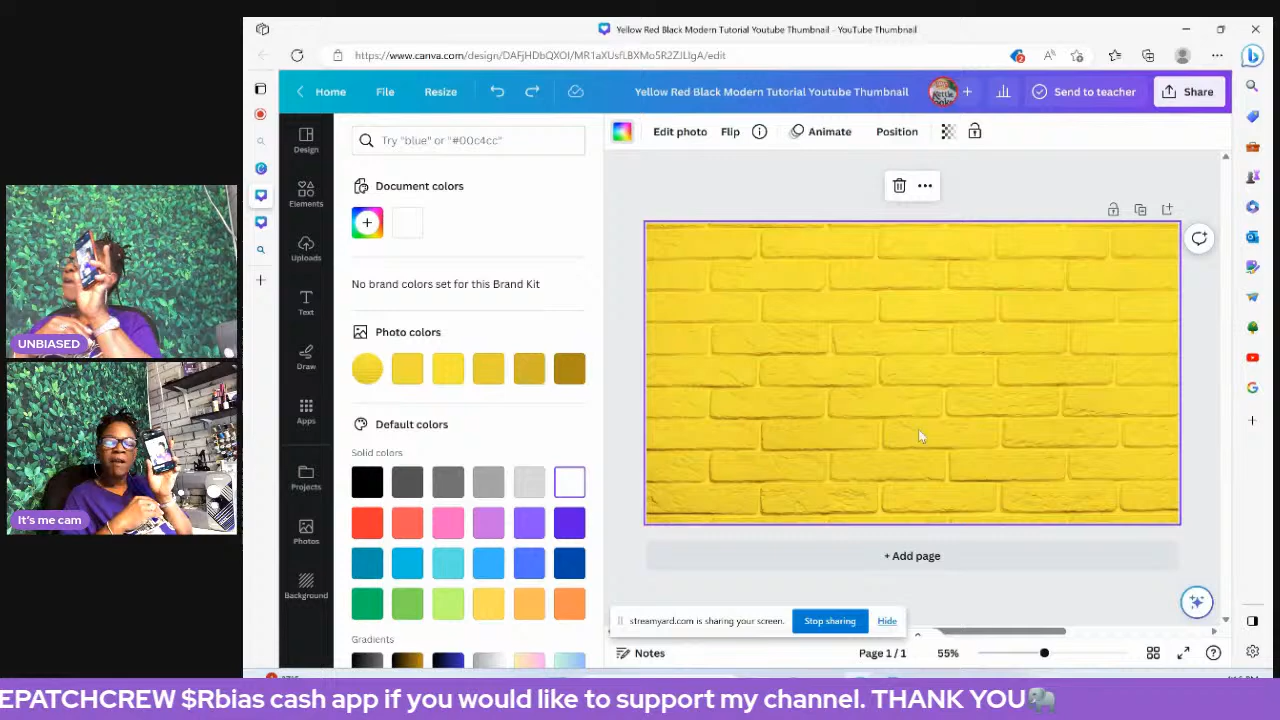 Yellow Red Black Modern Tutorial Youtube Thumbnail - YouTube Thumbnail
https://www.canva.com/design/DAFjHDbQXOI/MR1aXUsfLBXMo5R2ZJLlgA/edit
Home
File
Resize
Yellow Red Black Modern Tutorial Youtube Thumbnail
Send to teacher
Share
Design
Elements
Uploads
Text
Draw
Apps
Projects
Photos
Background
Try "blue" or "#00c4cc"
Document colors
No brand colors set for this Brand Kit
Photo colors
Default colors
Solid colors
Gradients
Edit photo
Flip
Animate
Position
+ Add page
streamyard.com is sharing your screen.
Stop sharing
Hide
Notes
Page 1 / 1
55%
UNBIASED
It's me cam
EPATCHCREW $Rbias cash app if you would like to support my channel. THANK YOU🐘